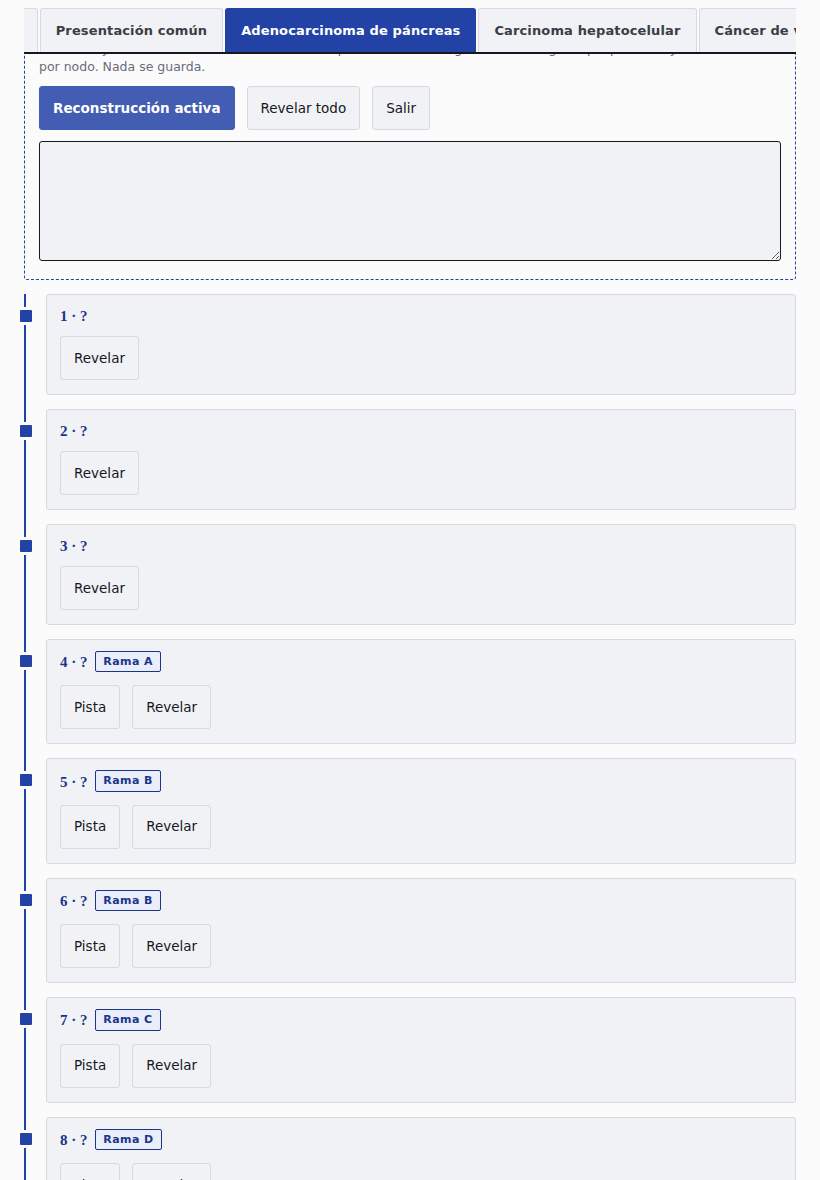 Presentación común
Adenocarcinoma de páncreas
Carcinoma hepatocelular
Cáncer de
por nodo. Nada se guarda.
Reconstrucción activa
Revelar todo
Salir
1 · ?
Revelar
2 · ?
Revelar
3 · ?
Revelar
4 · ? Rama A
Pista Revelar
5 · ? Rama B
Pista Revelar
6 · ? Rama B
Pista Revelar
7 · ? Rama C
Pista Revelar
8 · ? Rama D